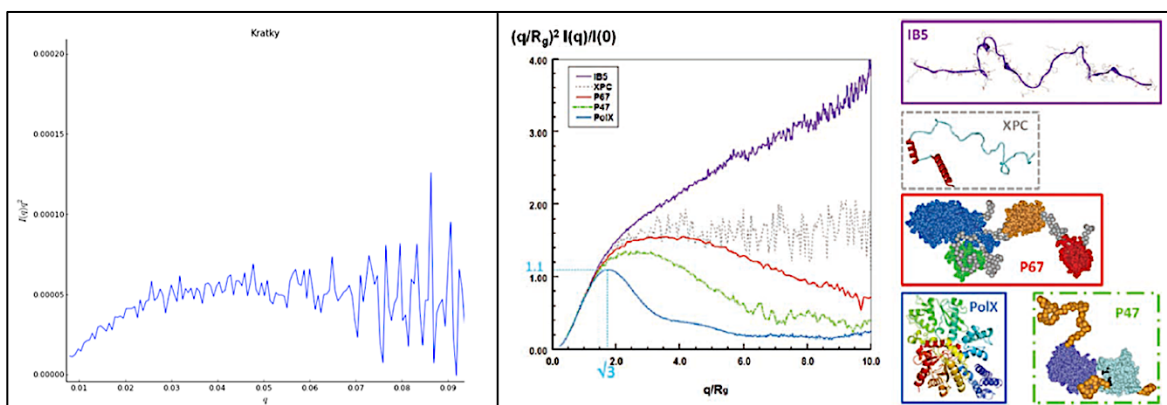 Kratky
0.00020
0.00015
0.00010
0.00005
0.00000
I(q)q²
0.01 0.02 0.03 0.04 0.05 0.06 0.07 0.08 0.09
q
(q/Rg)² I(q)/I(0)
4.00
3.00
2.00
1.1
1.00
0.00
IB5
XPC
P67
P47
PolX
0.0 2.0 4.0 6.0 8.0 10.0
√3
q/Rg
IB5
XPC
P67
PolX
P47